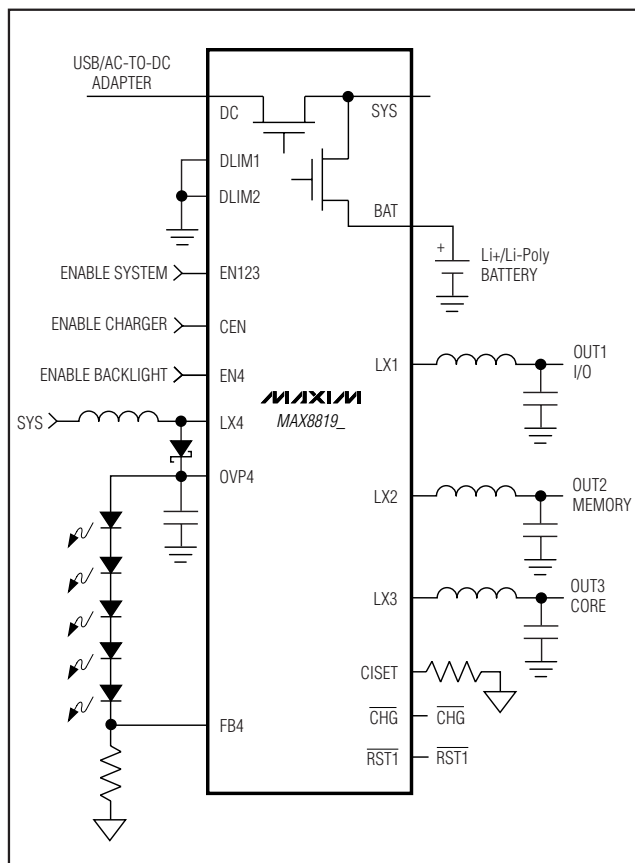 USB/AC-TO-DC
ADAPTER
DC
SYS
DLIM1
DLIM2
BAT
+
Li+/Li-Poly
BATTERY
ENABLE SYSTEM
EN123
ENABLE CHARGER
CEN
ENABLE BACKLIGHT
EN4
LX1
OUT1
I/O
MAXIM
MAX8819_
SYS
LX4
OVP4
LX2
OUT2
MEMORY
LX3
OUT3
CORE
CISET
CHG
CHG
FB4
RST1
RST1